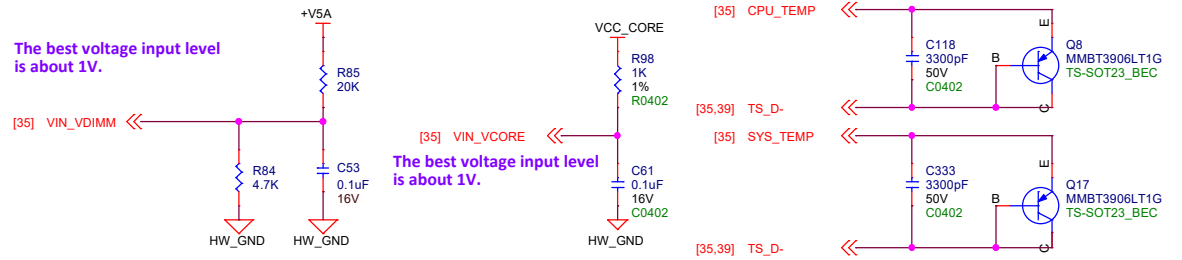 The best voltage input level
is about 1V.
+V5A
R85
20K
[35] VIN_VDIMM
R84
4.7K
C53
0.1uF
16V
HW_GND
HW_GND
VCC_CORE
R98
1K
1%
R0402
[35] VIN_VCORE
The best voltage input level
is about 1V.
C61
0.1uF
16V
C0402
HW_GND
[35] CPU_TEMP
C118
3300pF
50V
C0402
B
E
C
Q8
MMBT3906LT1G
TS-SOT23_BEC
[35,39] TS_D-
[35] SYS_TEMP
C333
3300pF
50V
C0402
B
E
C
Q17
MMBT3906LT1G
TS-SOT23_BEC
[35,39] TS_D-